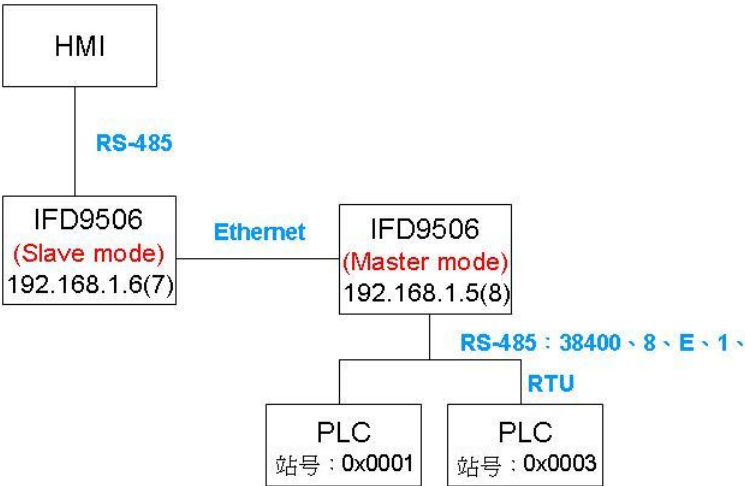 HMI
RS-485
IFD9506
(Slave mode)
192.168.1.6(7)
Ethernet
IFD9506
(Master mode)
192.168.1.5(8)
RS-485：38400、8、E、1、
RTU
PLC
站号：0x0001
PLC
站号：0x0003